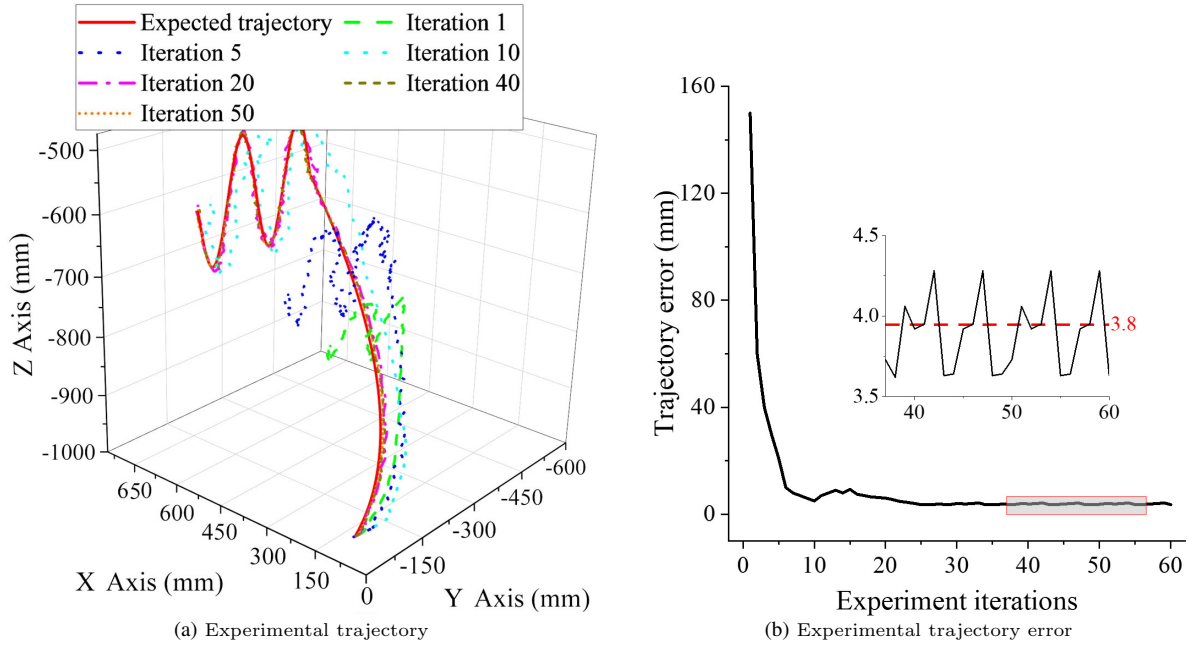 Expected trajectory
Iteration 1
Iteration 5
Iteration 10
Iteration 20
Iteration 40
Iteration 50
-500
-600
-700
-800
-900
-1000
Z Axis (mm)
650
600
450
300
150
0
X Axis (mm)
-600
-450
-300
-150
Y Axis (mm)
(a) Experimental trajectory
160
120
80
40
0
Trajectory error (mm)
4.5
4.0
3.5
3.8
40
50
60
0
10
20
30
40
50
60
Experiment iterations
(b) Experimental trajectory error